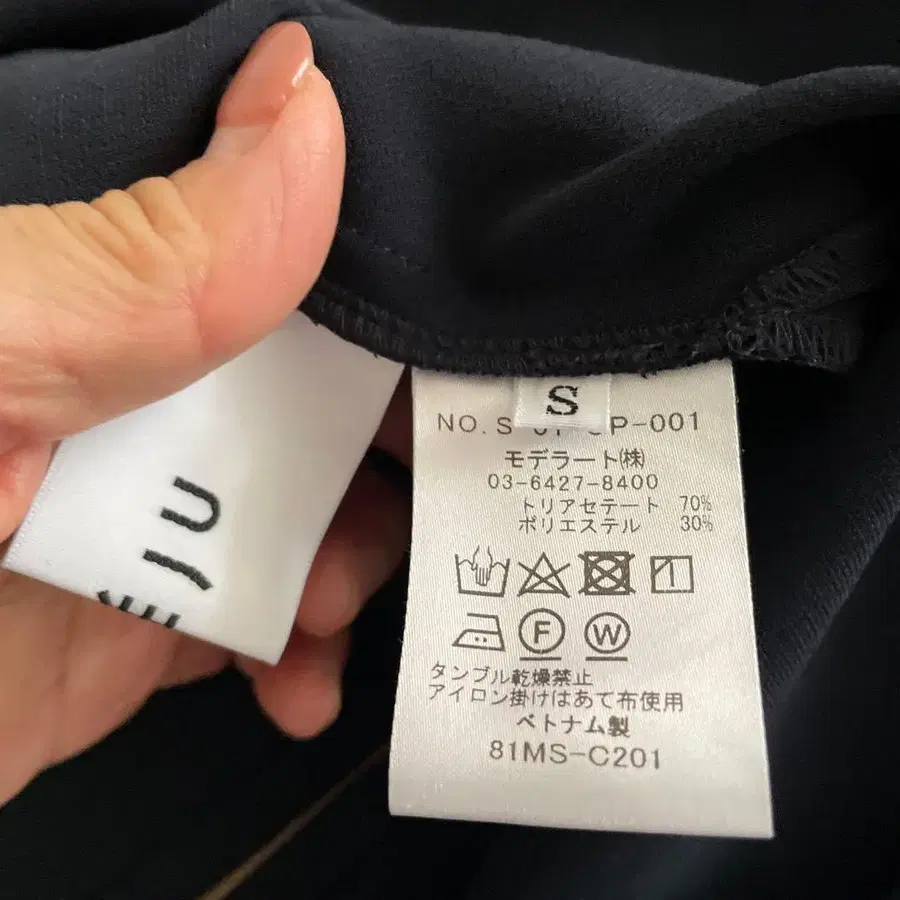 S
NO.S
P-001
モデラート㈱
03-6427-8400
トリアセテート 70%
ポリエステル 30%
F W
タンブル乾燥禁止
アイロン掛けはあて布使用
ベトナム製
81MS-C201